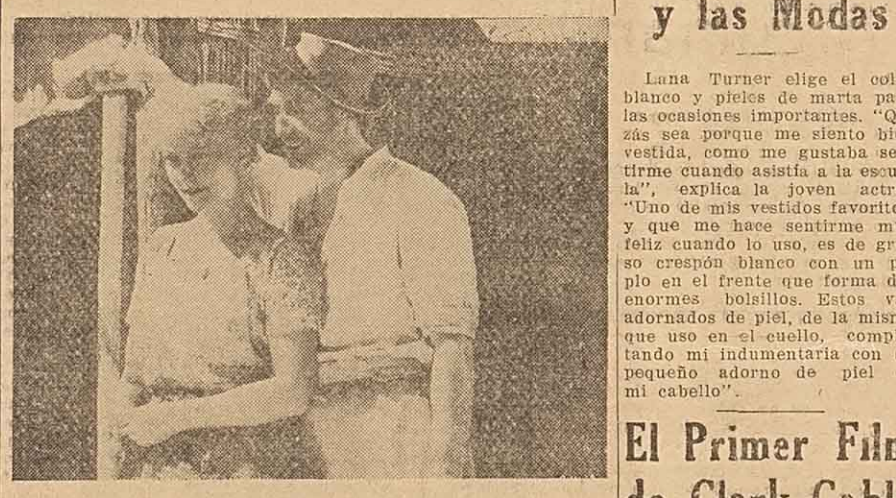 y las Modas
Lana Turner elige el
blanco y pieles de marta
las ocasiones importantes. "Q
zás sea porque me siento bi
vestida, como me gustaba se
tirme cuando asistía a la escu
la", explica la joven actr
"Uno de mis vestidos favorito
y que me hace sentirme m
feliz cuando lo uso, es de gr
so crespón blanco con un p
plo en el frente que forma d
enormes bolsillos. Estos v
adornados de piel, de la mism
que uso en el cuello, comp
tando mi indumentaria con
pequeño adorno de piel
mi cabello".
El Primer Film
de Clark Gable